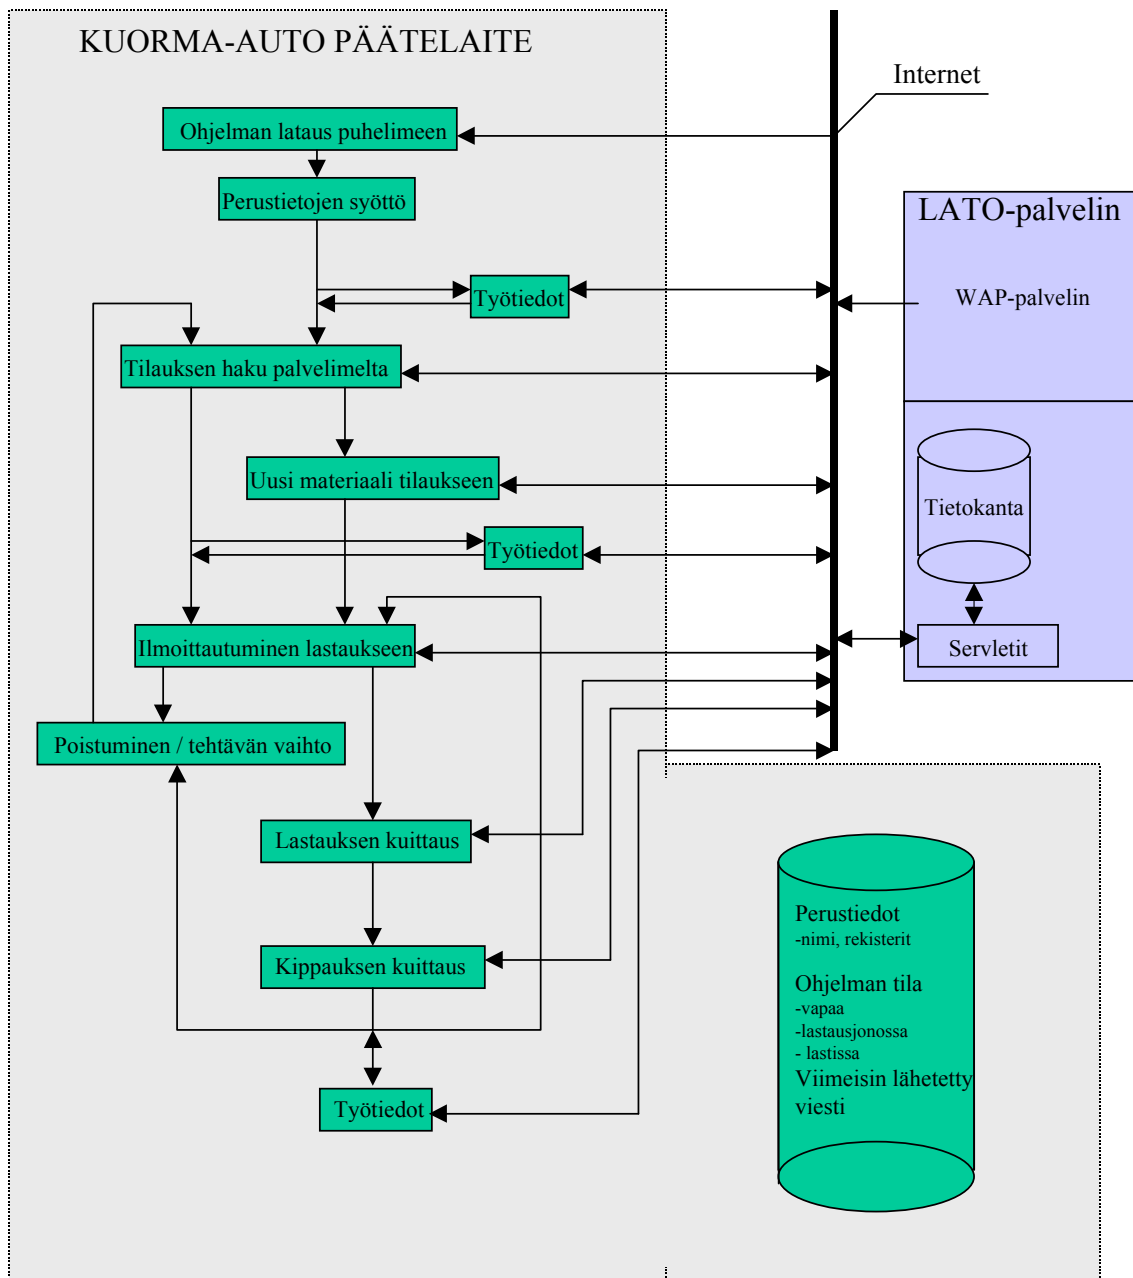 KUORMA-AUTO PÄÄTELAITE
Internet
Ohjelman lataus puhelimeen
Perustietojen syöttö
LATO-palvelin
Työtiedot
WAP-palvelin
Tilauksen haku palvelimelta
Uusi materiaali tilaukseen
Tietokanta
Työtiedot
Ilmoittautuminen lastaukseen
Servletit
Poistuminen / tehtävän vaihto
Lastauksen kuittaus
Kippauksen kuittaus
Työtiedot
Perustiedot
-nimi, rekisterit
Ohjelman tila
-vapaa
-lastausjonossa
- lastissa
Viimeisin lähetetty
viesti